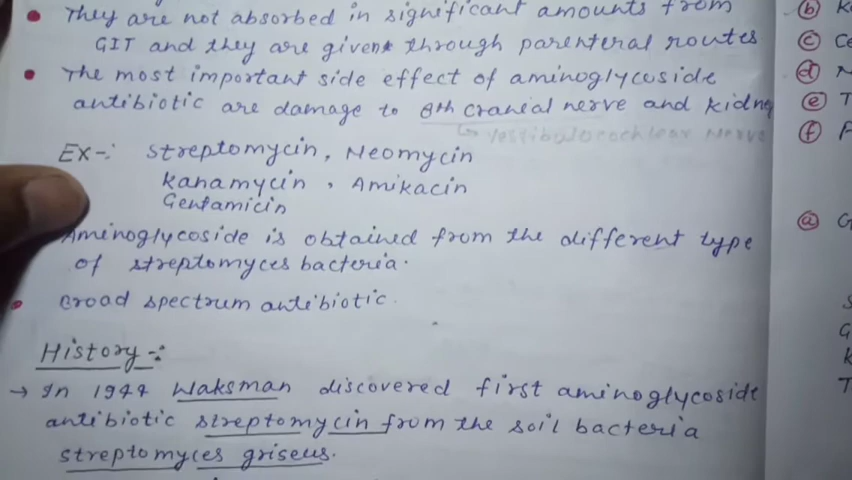 They are not absorbed in significant amounts from
GIT and they are given through parenteral routes
The most important side effect of aminoglycoside
antibiotic are damage to 8th cranial nerve and kidney
→ Vestibulocochlear Nerve
Ex-: Streptomycin, Neomycin
Kanamycin, Amikacin
Gentamicin
Aminoglycoside is obtained from the different type
of streptomyces bacteria.
Broad spectrum antibiotic.
History -:
→ In 1944 Waksman discovered first aminoglycoside
antibiotic streptomycin from the soil bacteria
streptomyces griseus.
(b)
(c)
(d)
(e)
(f)
(a)